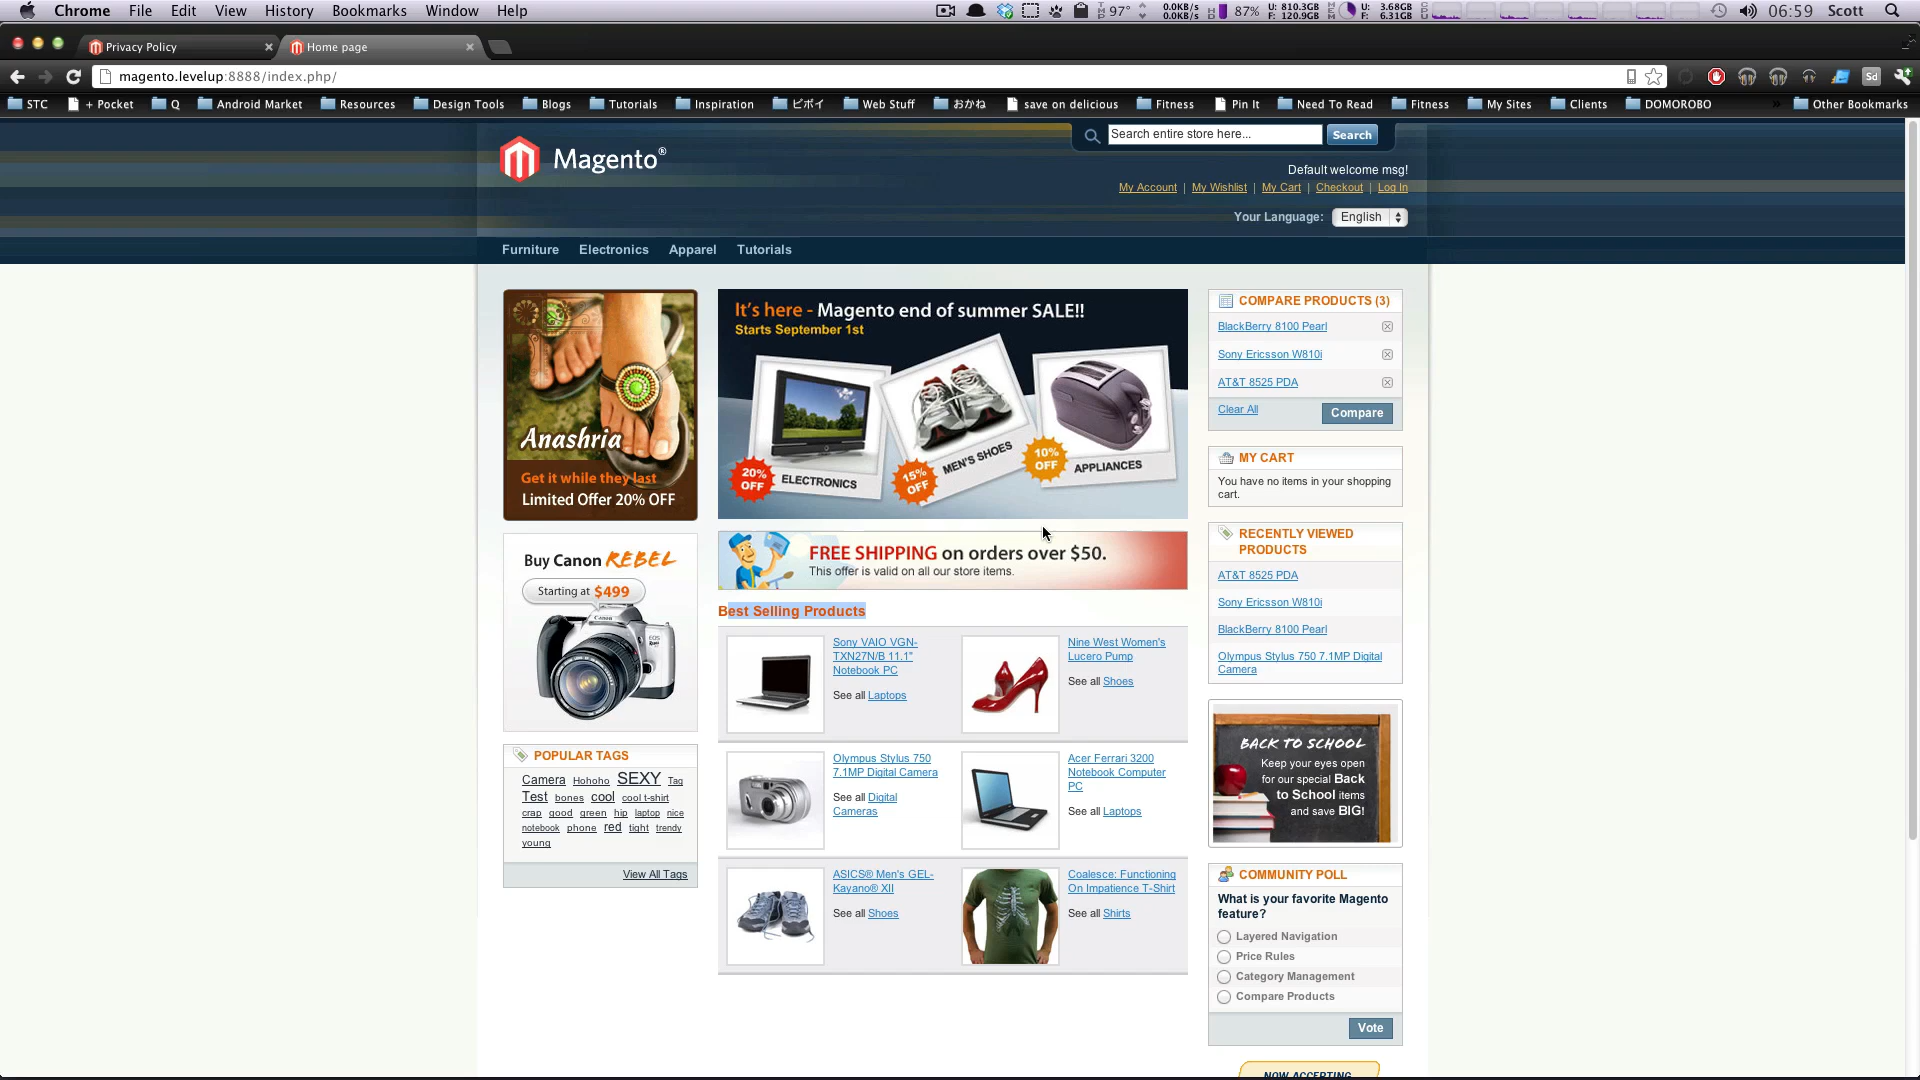 Chrome File Edit View History Bookmarks Window Help
97° 0.0KB/s 0.0KB/s 87% U: 810.3GB F: 120.9GB U: 3.68GB F: 6.31GB 06:59 Scott
Privacy Policy
Home page
magento.levelup:8888/index.php/
STC + Pocket Q Android Market Resources Design Tools Blogs Tutorials Inspiration ビボイ Web Stuff おかね save on delicious Fitness Pin It Need To Read Fitness My Sites Clients DOMOROBO » Other Bookmarks
Magento®
Search entire store here... Search
Default welcome msg!
My Account | My Wishlist | My Cart | Checkout | Log In
Your Language: English
Furniture Electronics Apparel Tutorials
Anashria
Get it while they last
Limited Offer 20% OFF
Buy Canon REBEL
Starting at $499
Canon
EOS
POPULAR TAGS
Camera Hohoho SEXY Tag
Test bones cool cool t-shirt
crap good green hip laptop nice
notebook phone red tight trendy
young
View All Tags
It's here - Magento end of summer SALE!!
Starts September 1st
20% OFF ELECTRONICS
15% OFF MEN'S SHOES
10% OFF APPLIANCES
FREE SHIPPING on orders over $50.
This offer is valid on all our store items.
Best Selling Products
Sony VAIO VGN-
TXN27N/B 11.1"
Notebook PC
See all Laptops
Nine West Women's
Lucero Pump
See all Shoes
Olympus Stylus 750
7.1MP Digital Camera
See all Digital
Cameras
Acer Ferrari 3200
Notebook Computer
PC
See all Laptops
ASICS® Men's GEL-
Kayano® XII
See all Shoes
Coalesce: Functioning
On Impatience T-Shirt
See all Shirts
COMPARE PRODUCTS (3)
BlackBerry 8100 Pearl
Sony Ericsson W810i
AT&T 8525 PDA
Clear All Compare
MY CART
You have no items in your shopping
cart.
RECENTLY VIEWED
PRODUCTS
AT&T 8525 PDA
Sony Ericsson W810i
BlackBerry 8100 Pearl
Olympus Stylus 750 7.1MP Digital
Camera
BACK TO SCHOOL
Keep your eyes open
for our special Back
to School items
and save BIG!
COMMUNITY POLL
What is your favorite Magento
feature?
Layered Navigation
Price Rules
Category Management
Compare Products
Vote
NOW ACCEPTING